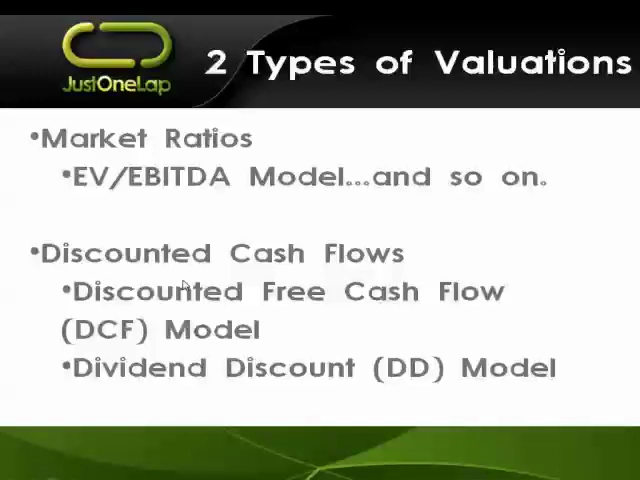 JustOneLap
2 Types of Valuations
•Market Ratios
•EV/EBITDA Model...and so on.
•Discounted Cash Flows
•Discounted Free Cash Flow
(DCF) Model
•Dividend Discount (DD) Model